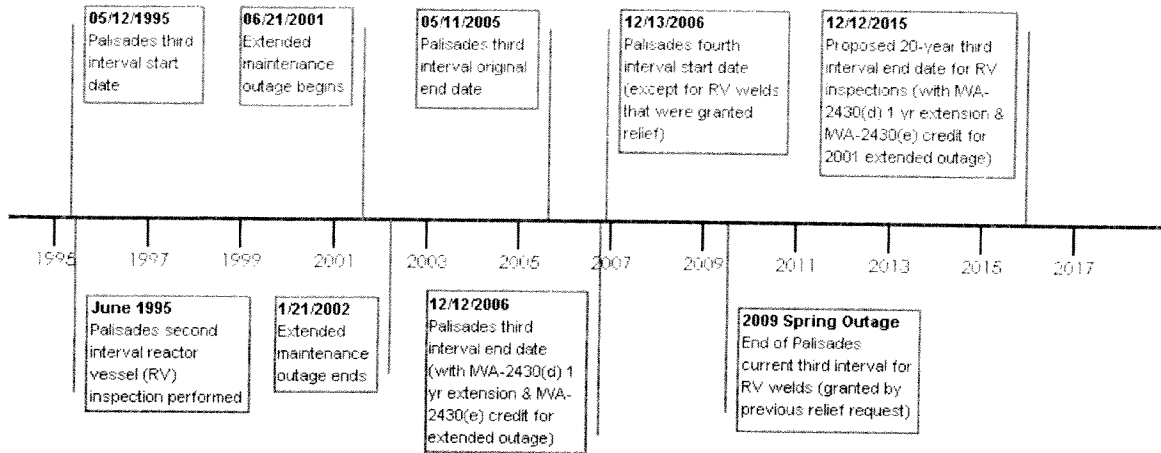 05/12/1995
Palisades third
interval start
date
06/21/2001
Extended
maintenance
outage begins
05/11/2005
Palisades third
interval original
end date
12/13/2006
Palisades fourth
interval start date
(except for RV welds
that were granted
relief)
12/12/2015
Proposed 20-year third
interval end date for RV
inspections (with IWA-
2430(d) 1 yr extension &
IWA-2430(e) credit for
2001 extended outage)
1995
1997
1999
2001
2003
2005
2007
2009
2011
2013
2015
2017
June 1995
Palisades second
interval reactor
vessel (RV)
inspection performed
1/21/2002
Extended
maintenance
outage ends
12/12/2006
Palisades third
interval end date
(with IWA-2430(d) 1
yr extension & IWA-
2430(e) credit for
extended outage)
2009 Spring Outage
End of Palisades
current third interval for
RV welds (granted by
previous relief request)